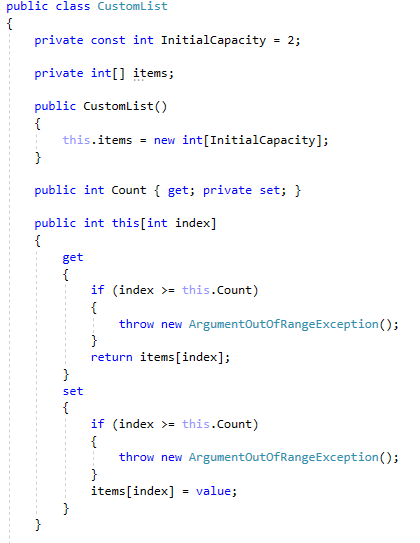 public class CustomList
{
    private const int InitialCapacity = 2;

    private int[] items;

    public CustomList()
    {
        this.items = new int[InitialCapacity];
    }

    public int Count { get; private set; }

    public int this[int index]
    {
        get
        {
            if (index >= this.Count)
            {
                throw new ArgumentOutOfRangeException();
            }
            return items[index];
        }
        set
        {
            if (index >= this.Count)
            {
                throw new ArgumentOutOfRangeException();
            }
            items[index] = value;
        }
    }